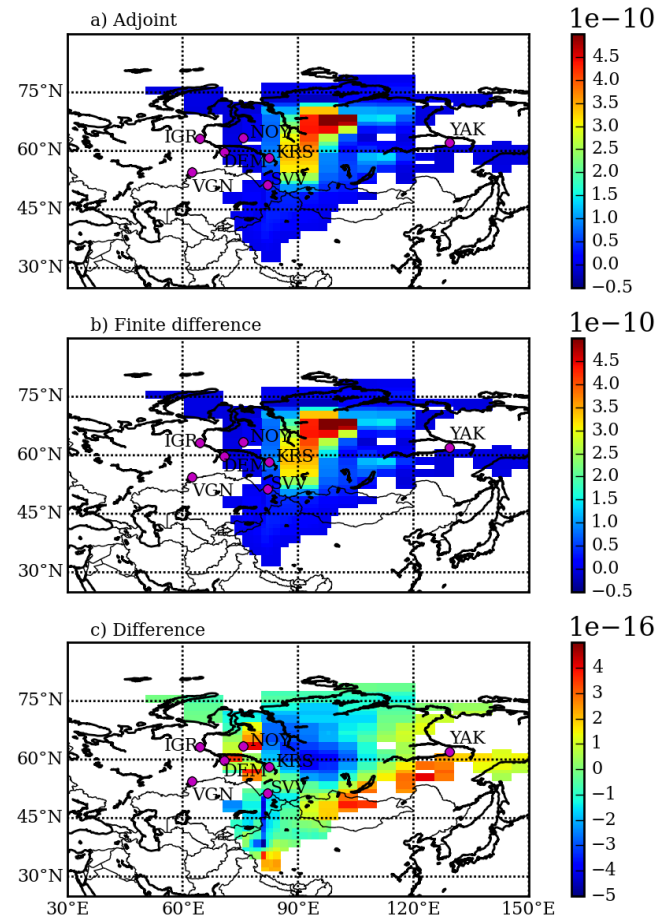 a) Adjoint
1e−10
75°N
60°N
45°N
30°N
IGR
NOY
DEM
KRS
VGN
SVV
YAK
4.5
4.0
3.5
3.0
2.5
2.0
1.5
1.0
0.5
0.0
−0.5
b) Finite difference
1e−10
75°N
60°N
45°N
30°N
IGR
NOY
DEM
KRS
VGN
SVV
YAK
4.5
4.0
3.5
3.0
2.5
2.0
1.5
1.0
0.5
0.0
−0.5
c) Difference
1e−16
75°N
60°N
45°N
30°N
IGR
NOY
DEM
KRS
VGN
SVV
YAK
4
3
2
1
0
−1
−2
−3
−4
−5
30°E 60°E 90°E 120°E 150°E